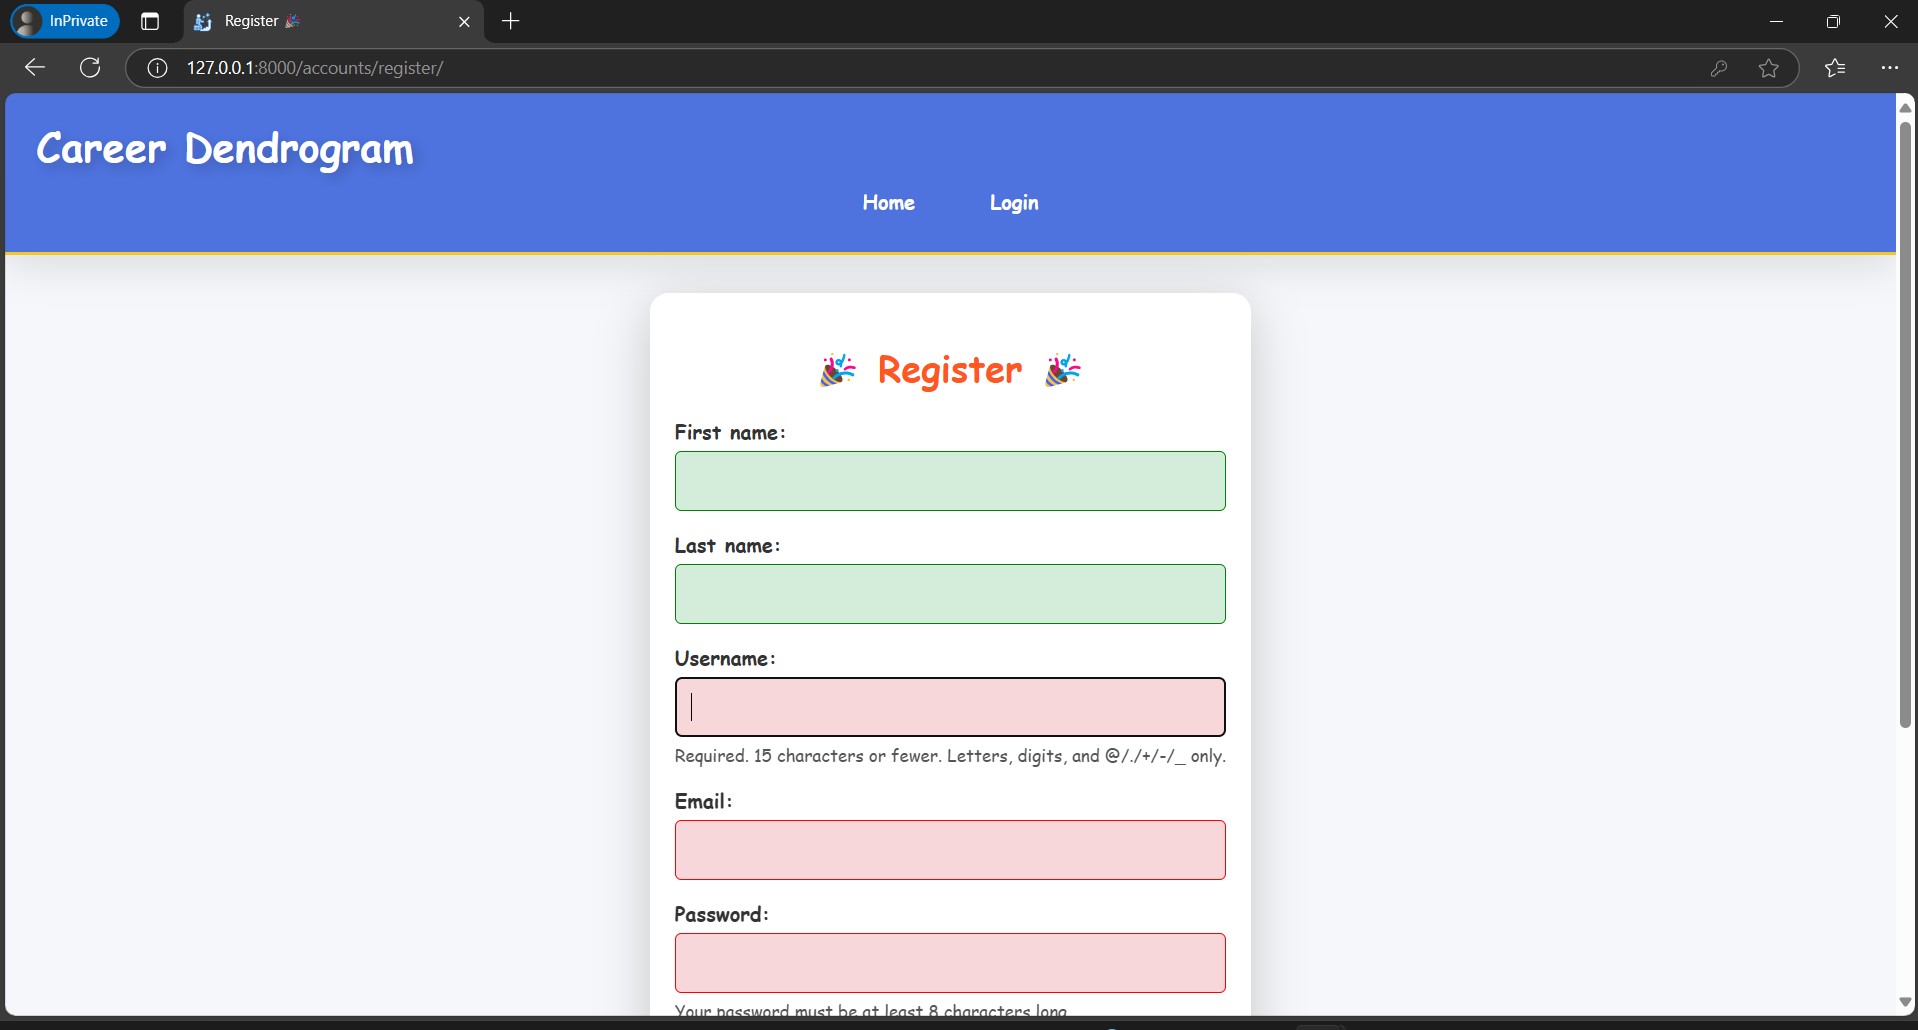 InPrivate
Register 🎉
127.0.0.1:8000/accounts/register/
Career Dendrogram
Home Login
🎉 Register 🎉
First name:
Last name:
Username:
Required. 15 characters or fewer. Letters, digits, and @/./+/-/_ only.
Email:
Password:
Your password must be at least 8 characters long